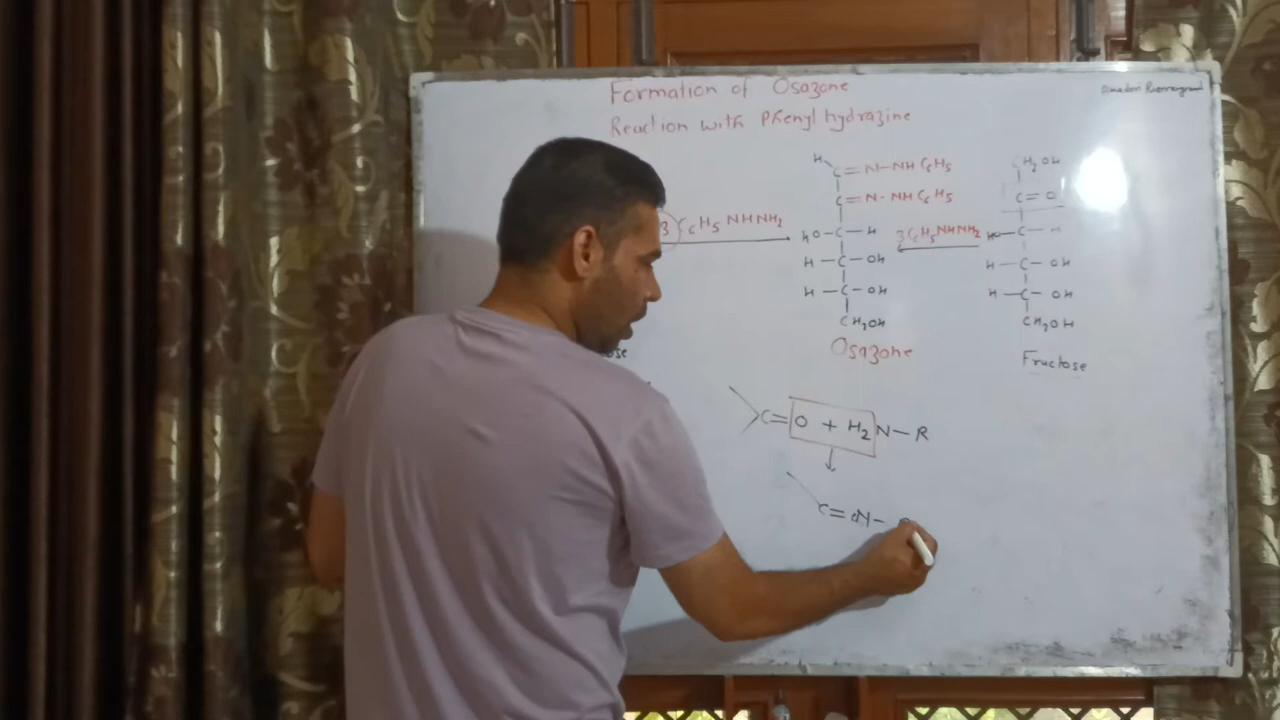 Formation of Osazone
Reaction with Phenyl hydrazine
3 C6H5 NHNH2
H
C=N-NH C6H5
C=N-NH C6H5
HO-C-H
H-C-OH
H-C-OH
CH2OH
Osazone
3C6H5NHNH2
CH2OH
C=O
HO-C-H
H-C-OH
H-C-OH
CH2OH
Fructose
ose
C=O + H2N-R
↓
C=N-